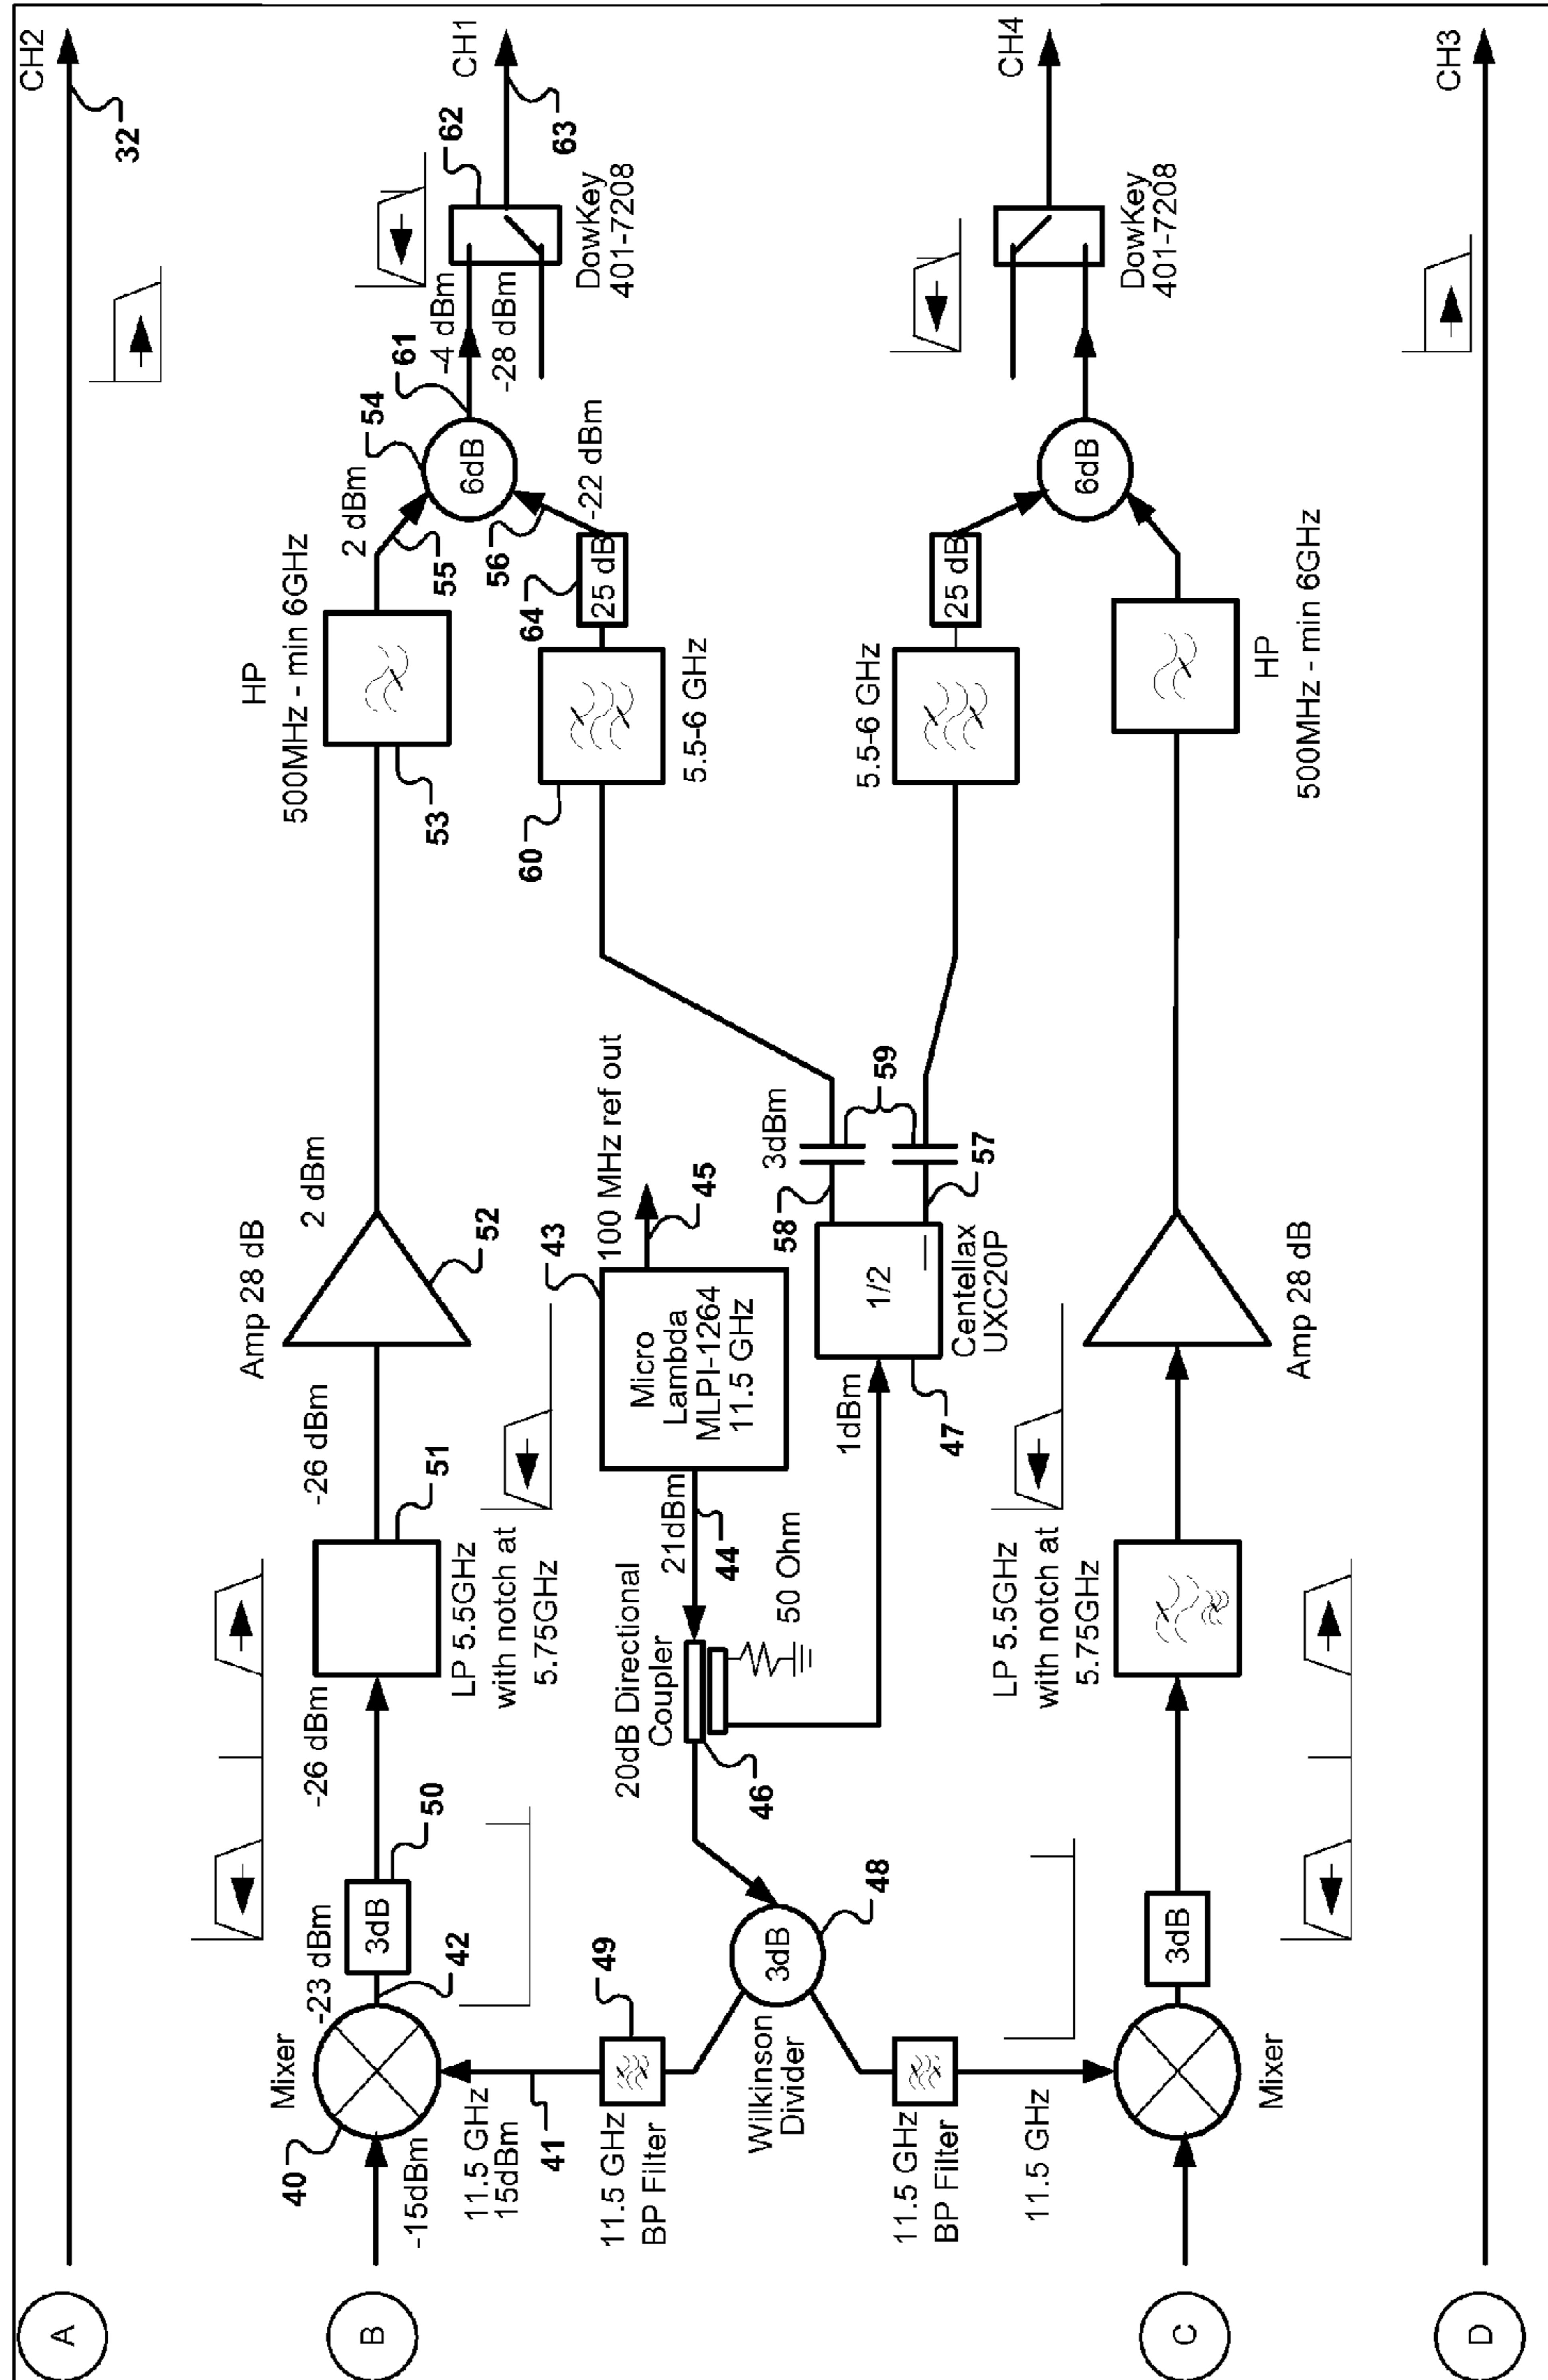 A
CH2
32
B
-15dBm
40
Mixer
-23 dBm
42
3dB
50
-26 dBm
LP 5.5GHz
with notch at
5.75GHz
51
-26 dBm
Amp 28 dB
52
2 dBm
HP
500MHz - min 6GHz
53
2 dBm
55
54
6dB
61
-4 dBm
-28 dBm
62
DowKey
401-7208
CH1
63
11.5 GHz
15dBm
41
11.5 GHz
BP Filter
49
Wilkinson
Divider
3dB
48
20dB Directional
Coupler
46
50 Ohm
21dBm
44
Micro
Lambda
MLPI-1264
11.5 GHz
43
100 MHz ref out
45
1dBm
47
1/2
Centellax
UXC20P
58
3dBm
59
57
60
5.5-6 GHz
64
25 dB
56
-22 dBm
11.5 GHz
BP Filter
11.5 GHz
5.5-6 GHz
25 dB
C
Mixer
3dB
LP 5.5GHz
with notch at
5.75GHz
Amp 28 dB
HP
500MHz - min 6GHz
6dB
DowKey
401-7208
CH4
D
CH3